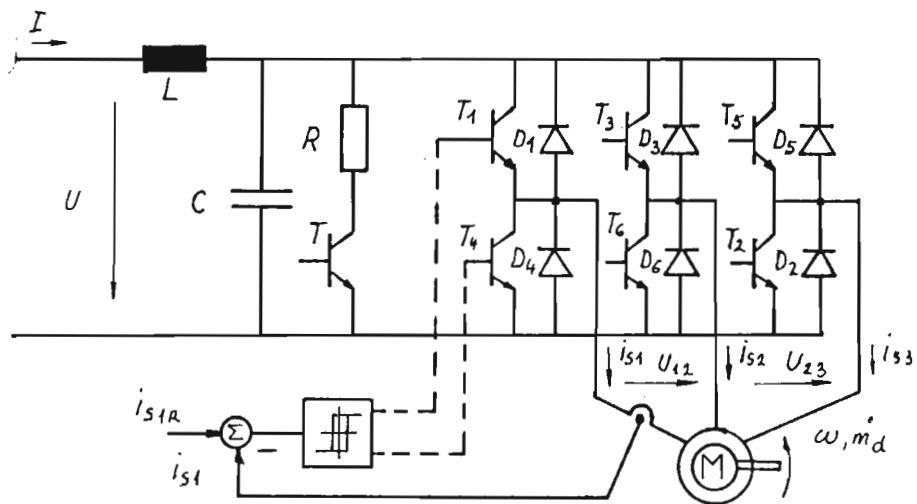 I
L
U
C
R
T
T1
D1
T3
D3
T5
D5
T4
D4
T6
D6
T2
D2
is1
U12
is2
U23
is3
is1R
Σ
−
is1
M
ω, md